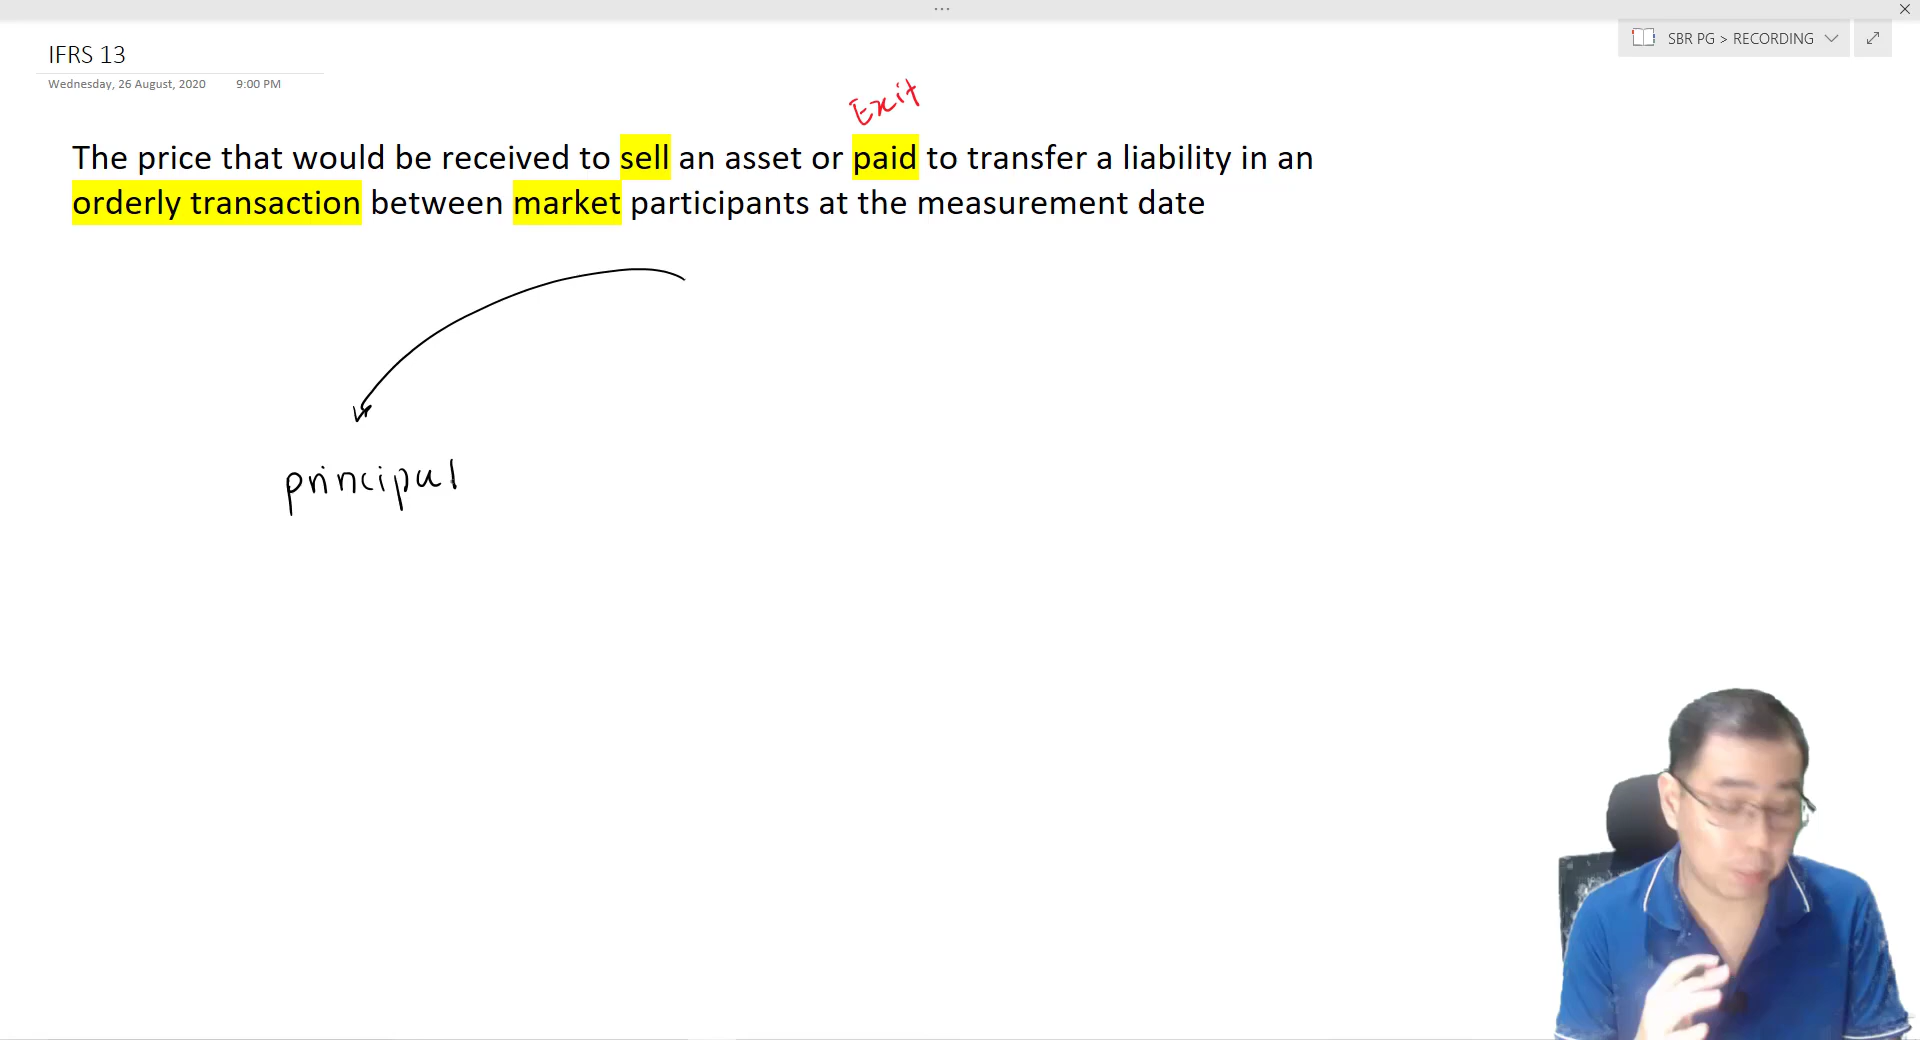 ...
IFRS 13
SBR PG > RECORDING
Wednesday, 26 August, 2020 9:00 PM
Exit
The price that would be received to sell an asset or paid to transfer a liability in an
orderly transaction between market participants at the measurement date
principal